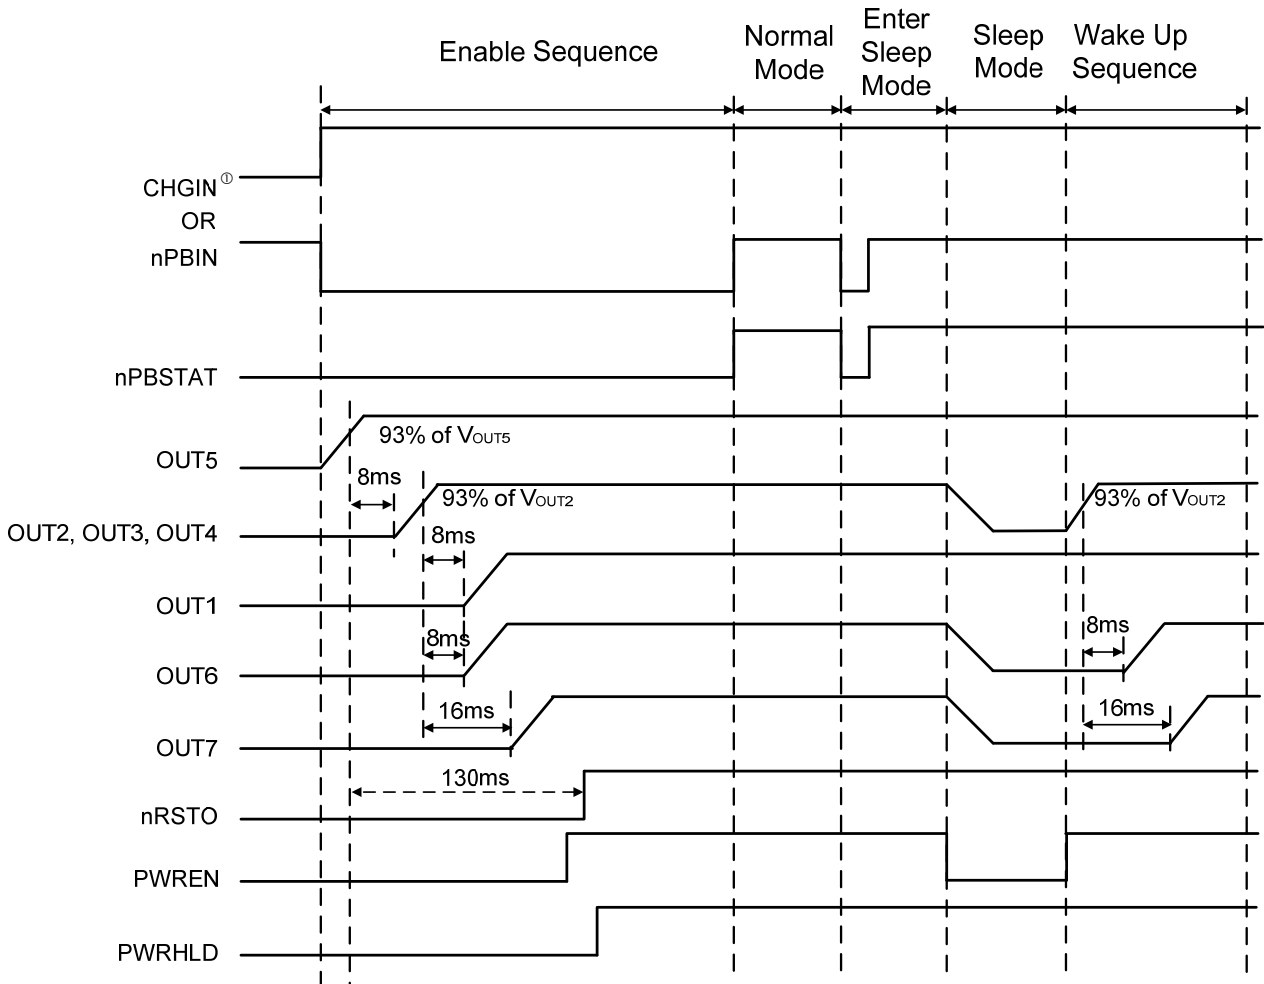 Enable Sequence
Normal
Mode
Enter
Sleep
Mode
Sleep
Mode
Wake Up
Sequence
CHGIN①
OR
nPBIN
nPBSTAT
93% of VOUT5
OUT5
8ms
93% of VOUT2
93% of VOUT2
OUT2, OUT3, OUT4
8ms
OUT1
8ms
8ms
OUT6
16ms
16ms
OUT7
130ms
nRSTO
PWREN
PWRHLD